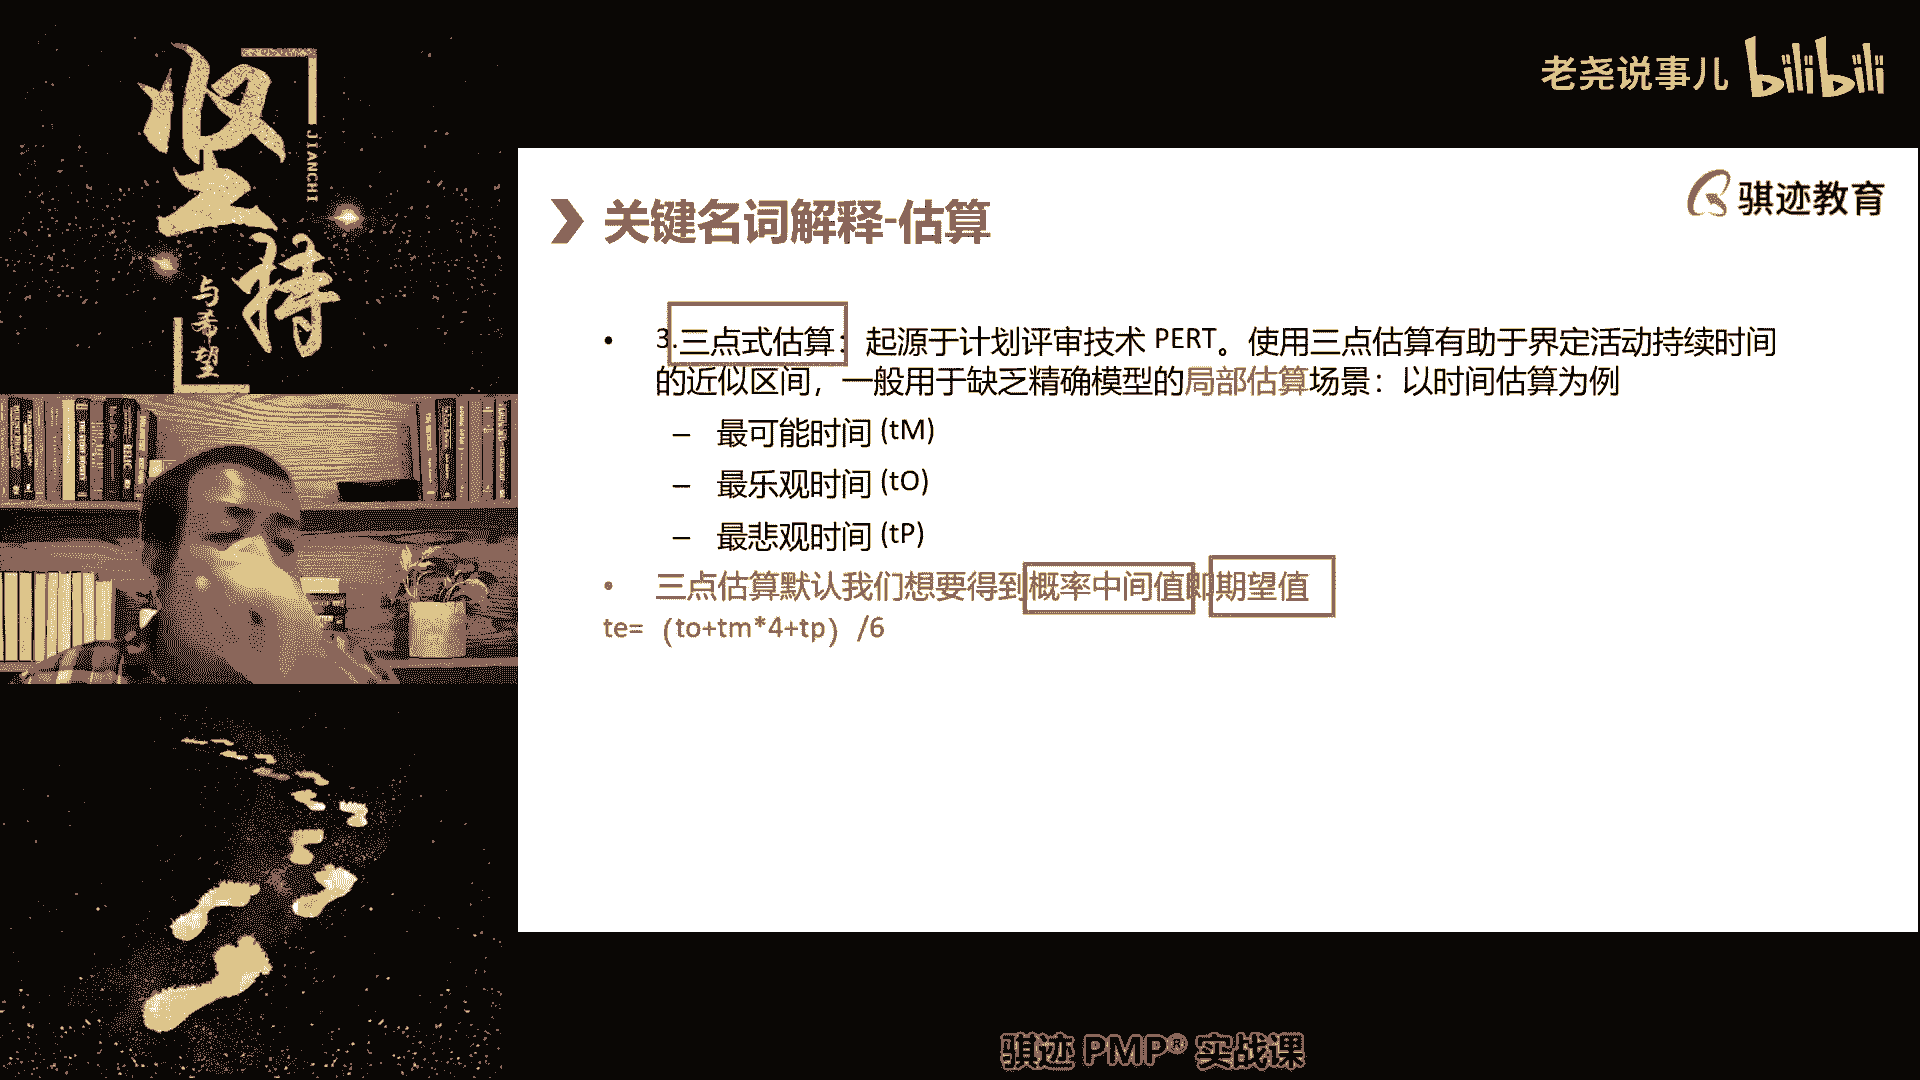 坚持
JIANCHI
与希望
老尧说事儿 bilibili
骐迹教育
关键名词解释-估算
• 3.三点式估算：起源于计划评审技术 PERT。使用三点估算有助于界定活动持续时间
的近似区间，一般用于缺乏精确模型的局部估算场景：以时间估算为例
– 最可能时间 (tM)
– 最乐观时间 (tO)
– 最悲观时间 (tP)
• 三点估算默认我们想要得到概率中间值即期望值
te=（to+tm*4+tp）/6
骐迹 PMP® 实战课